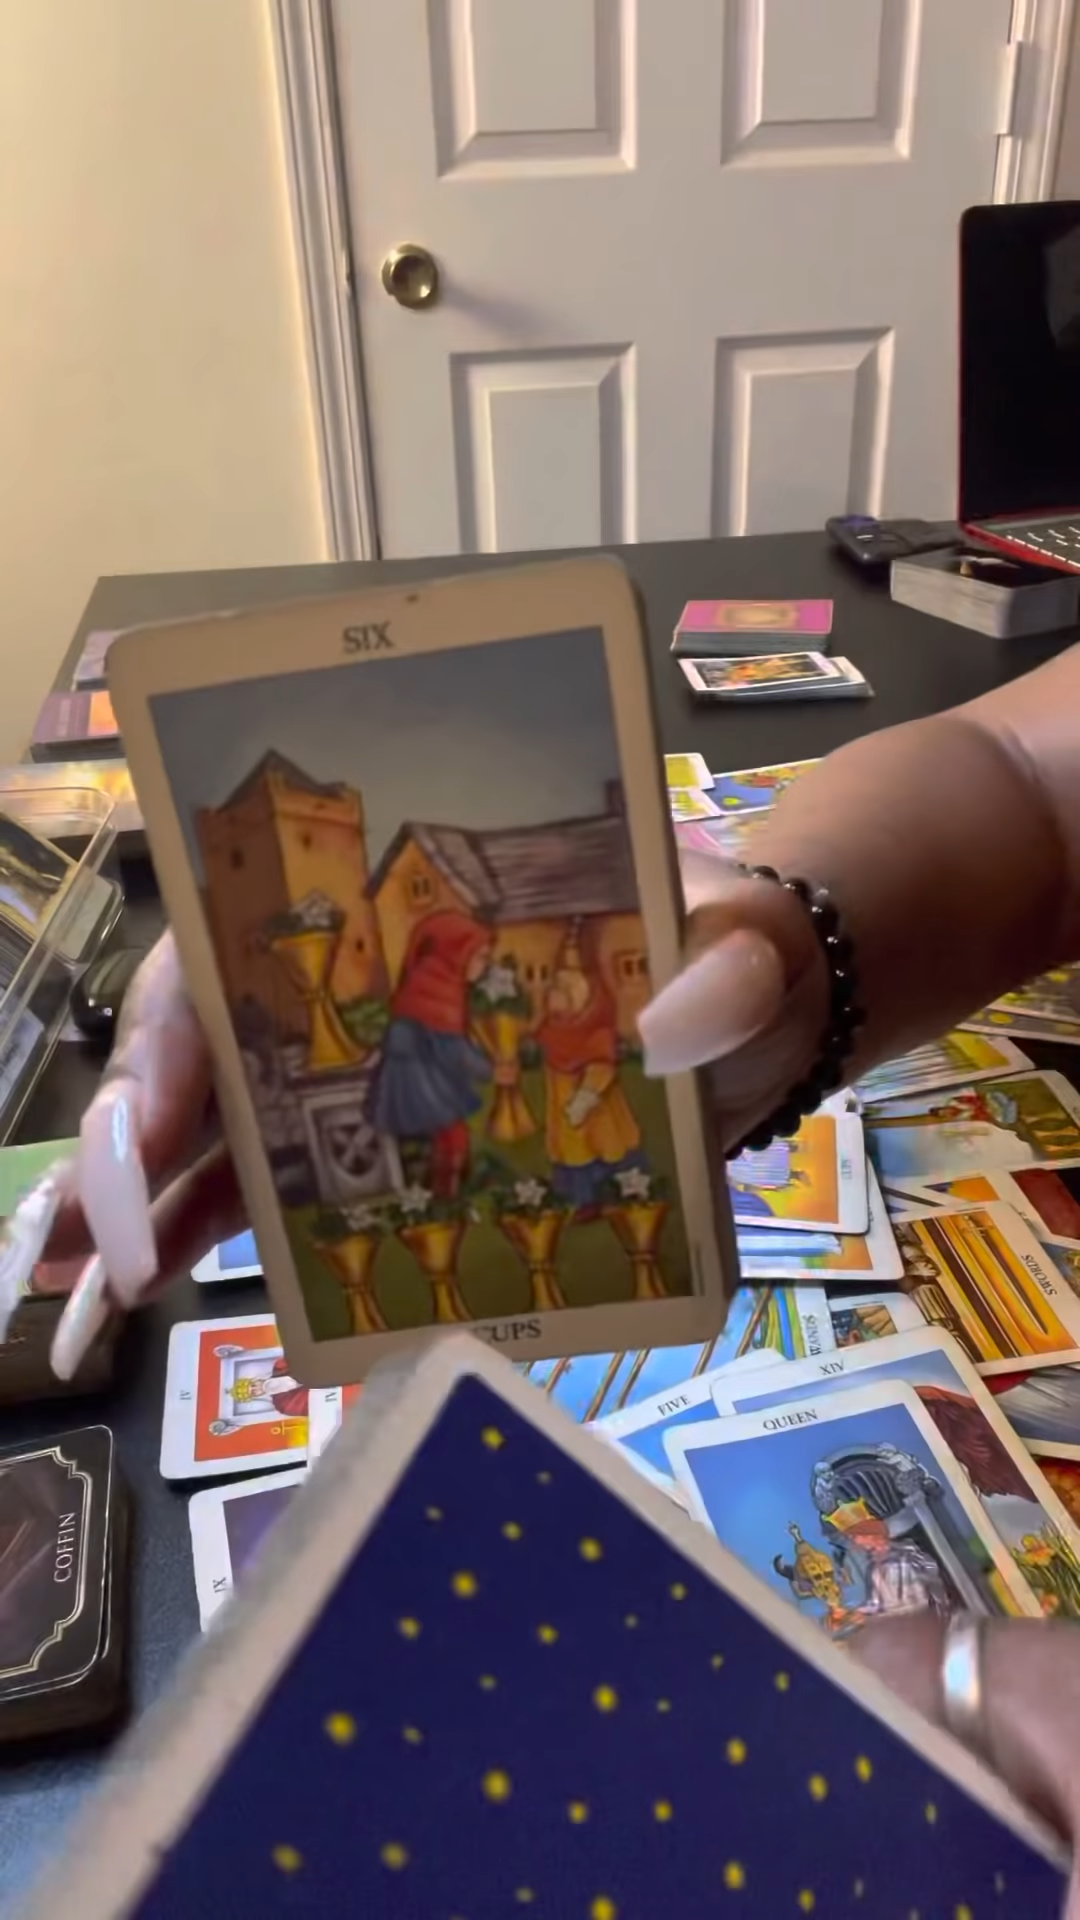 SIX
CUPS
SWORDS
WANDS
XIV
FIVE
QUEEN
IV
IX
COFFIN